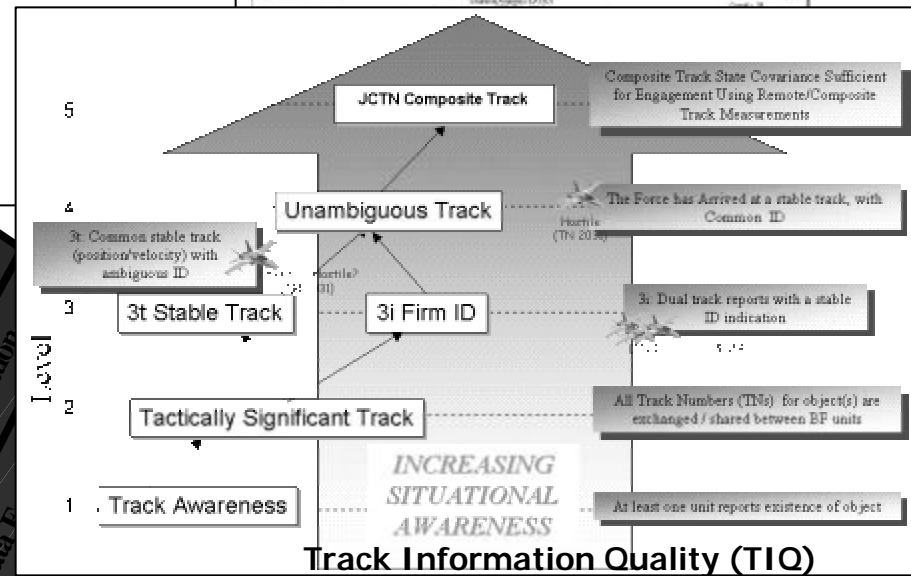 5
JCTN Composite Track
Composite Track State Covariance Sufficient
for Engagement Using Remote/Composite
Track Measurements
4
Unambiguous Track
Hostile
(TN 203
The Force has Arrived at a stable track, with
Common ID
3t: Common stable track
(position/velocity) with
ambiguous ID
Hostile?
3
3t Stable Track
3i Firm ID
3i: Dual track reports with a stable
ID indication
Level
2
Tactically Significant Track
All Track Numbers (TNs) for object(s) are
exchanged / shared between BF units
1
Track Awareness
INCREASING
SITUATIONAL
AWARENESS
At least one unit reports existence of object
Track Information Quality (TIQ)